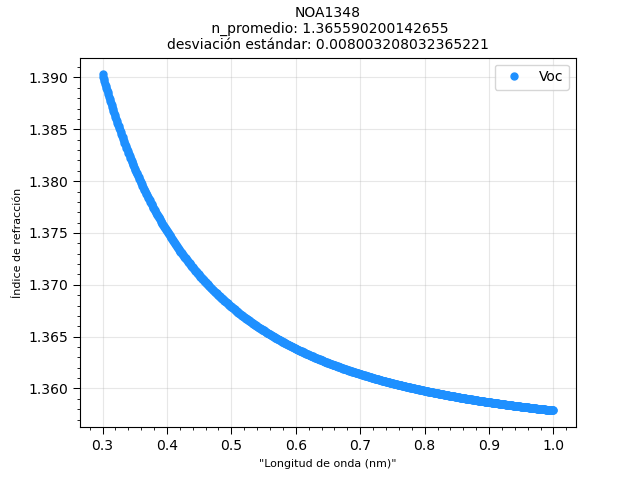 NOA1348
n_promedio: 1.365590200142655
desviación estándar: 0.008003208032365221
Voc
1.390
1.385
1.380
1.375
1.370
1.365
1.360
Índice de refracción
0.3 0.4 0.5 0.6 0.7 0.8 0.9 1.0
"Longitud de onda (nm)"